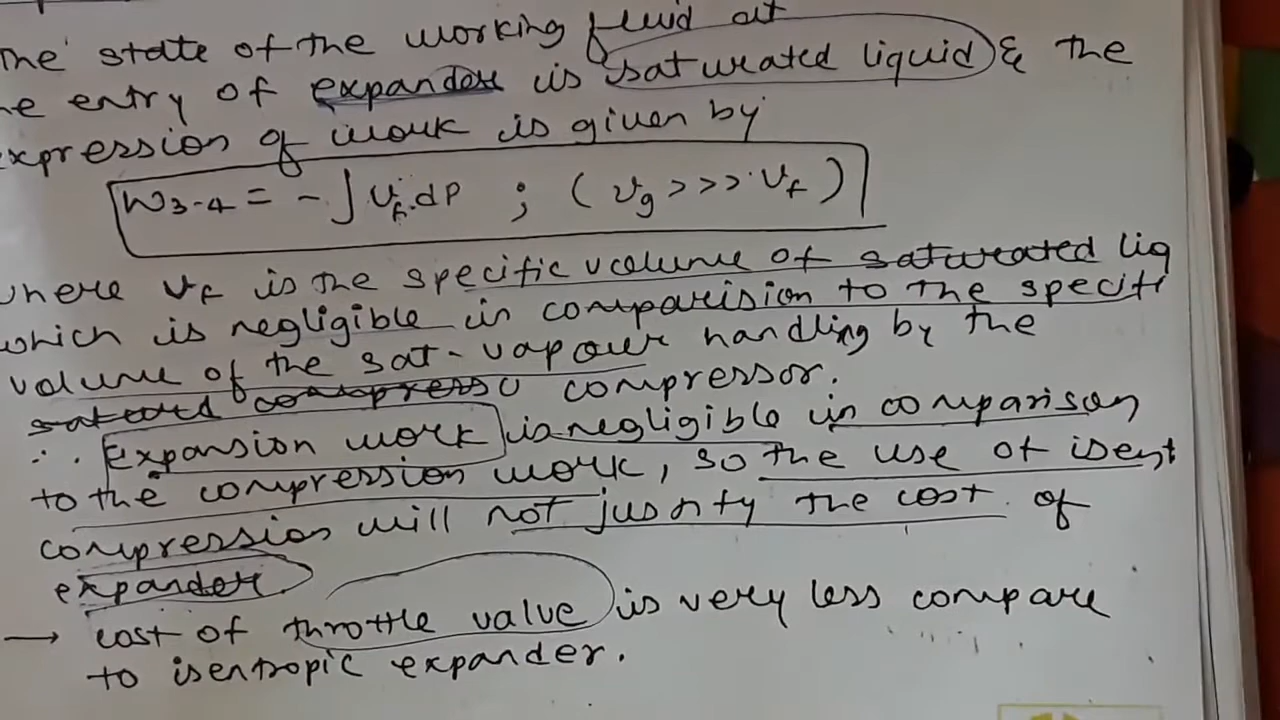 The state of the working fluid at
he entry of expander is saturated liquid & the
expression of work is given by
W3-4 = - ∫ Vf.dP ; (Vg >>> Vf)
where Vf is the specific volume of saturated liq
which is negligible in comparision to the specifi
volume of the sat. vapour handling by the
compressor.
∴ expansion work is negligible in comparison
to the compression work, so the use of isent
compression will not justify the cost of
expander.
→ cost of throttle value is very less compare
to isentropic expander.